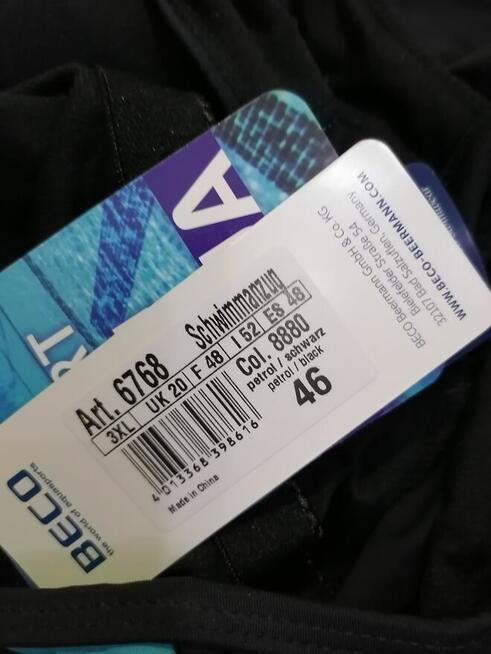 Art. 6768 Schwimmanzug
3XL UK 20 F 48 I 52 ES 48
Col. 8880
petrol / schwarz
petrol / black
46
4 013368 398616
Made in China
BECO
the world of aquasports
BECO Beermann GmbH & Co. KG
Bielefelder Straße 54
32107 Bad Salzuflen, Germany
WWW.BECO-BEERMANN.COM